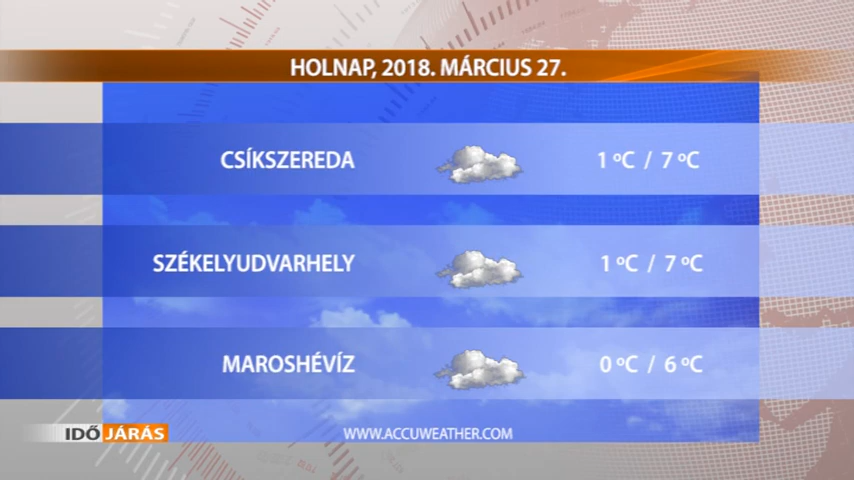 HOLNAP, 2018. MÁRCIUS 27.
CSÍKSZEREDA 1 ºC / 7 ºC
SZÉKELYUDVARHELY 1 ºC / 7 ºC
MAROSHÉVÍZ 0 ºC / 6 ºC
IDŐJÁRÁS WWW.ACCUWEATHER.COM